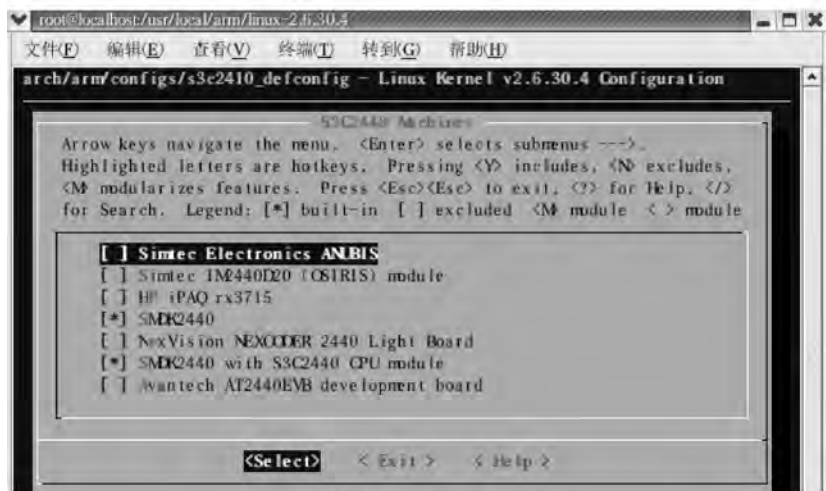 root@localhost:/usr/local/arm/linux-2.6.30.4
文件(F) 编辑(E) 查看(V) 终端(T) 转到(G) 帮助(H)
arch/arm/configs/s3c2410_defconfig - Linux Kernel v2.6.30.4 Configuration
S3C2440 Machines
Arrow keys navigate the menu. <Enter> selects submenus --->.
Highlighted letters are hotkeys. Pressing <Y> includes, <N> excludes,
<M> modularizes features. Press <Esc><Esc> to exit, <?> for Help, </>
for Search. Legend: [*] built-in [ ] excluded <M> module < > module
[ ] Simtec Electronics ANUBIS
[ ] Simtec IM2440D20 (OSIRIS) module
[ ] HP iPAQ rx3715
[*] SMDK2440
[ ] NexVision NEXCODER 2440 Light Board
[*] SMDK2440 with S3C2440 CPU module
[ ] Avantech AT2440EVB development board
<Select> < Exit > < Help >